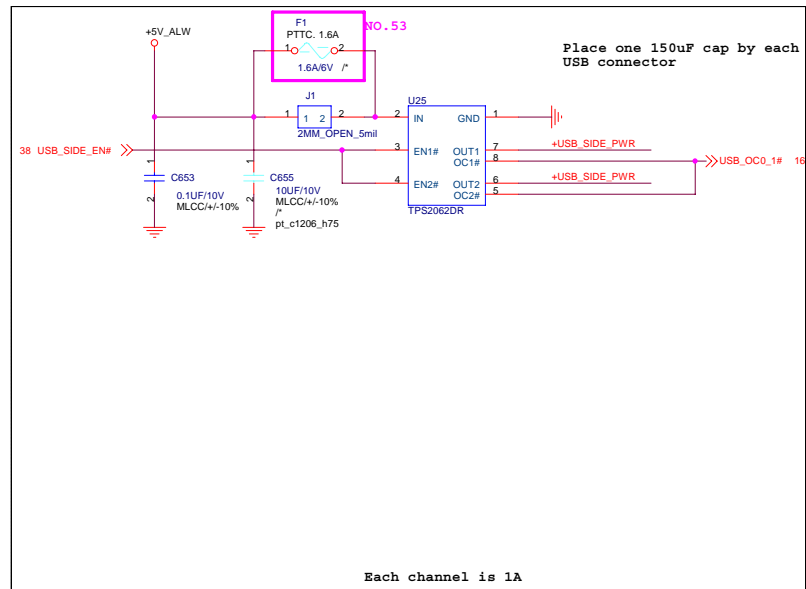 F1
NO.53
PTTC. 1.6A
+5V_ALW
1 2
1.6A/6V /*
Place one 150uF cap by each
USB connector
J1
U25
1 1 2 2
2MM_OPEN_5mil
2 IN GND 1
38 USB_SIDE_EN#
3 EN1# OUT1 7 +USB_SIDE_PWR
OC1# 8 USB_OC0_1# 16
4 EN2# OUT2 6 +USB_SIDE_PWR
OC2# 5
TPS2062DR
1
C653
2
0.1UF/10V
MLCC/+/-10%
1
C655
2
10UF/10V
MLCC/+/-10%
/*
pt_c1206_h75
Each channel is 1A